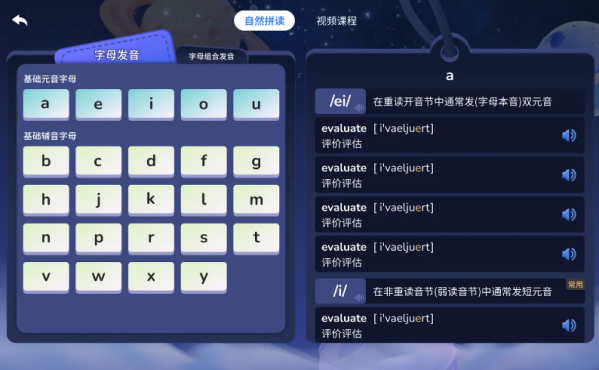 自然拼读
视频课程
字母发音
字母组合发音
基础元音字母
a e i o u
基础辅音字母
b c d f g
h j k l m
n p r s t
v w x y
a
/ei/ 在重读开音节中通常发(字母本音)双元音
evaluate [ i'vaeljuert]
评价评估
evaluate [ i'vaeljuert]
评价评估
evaluate [ i'vaeljuert]
评价评估
evaluate [ i'vaeljuert]
评价评估
/i/ 在非重读音节(弱读音节)中通常发短元音 常用
evaluate [ i'vaeljuert]
评价评估